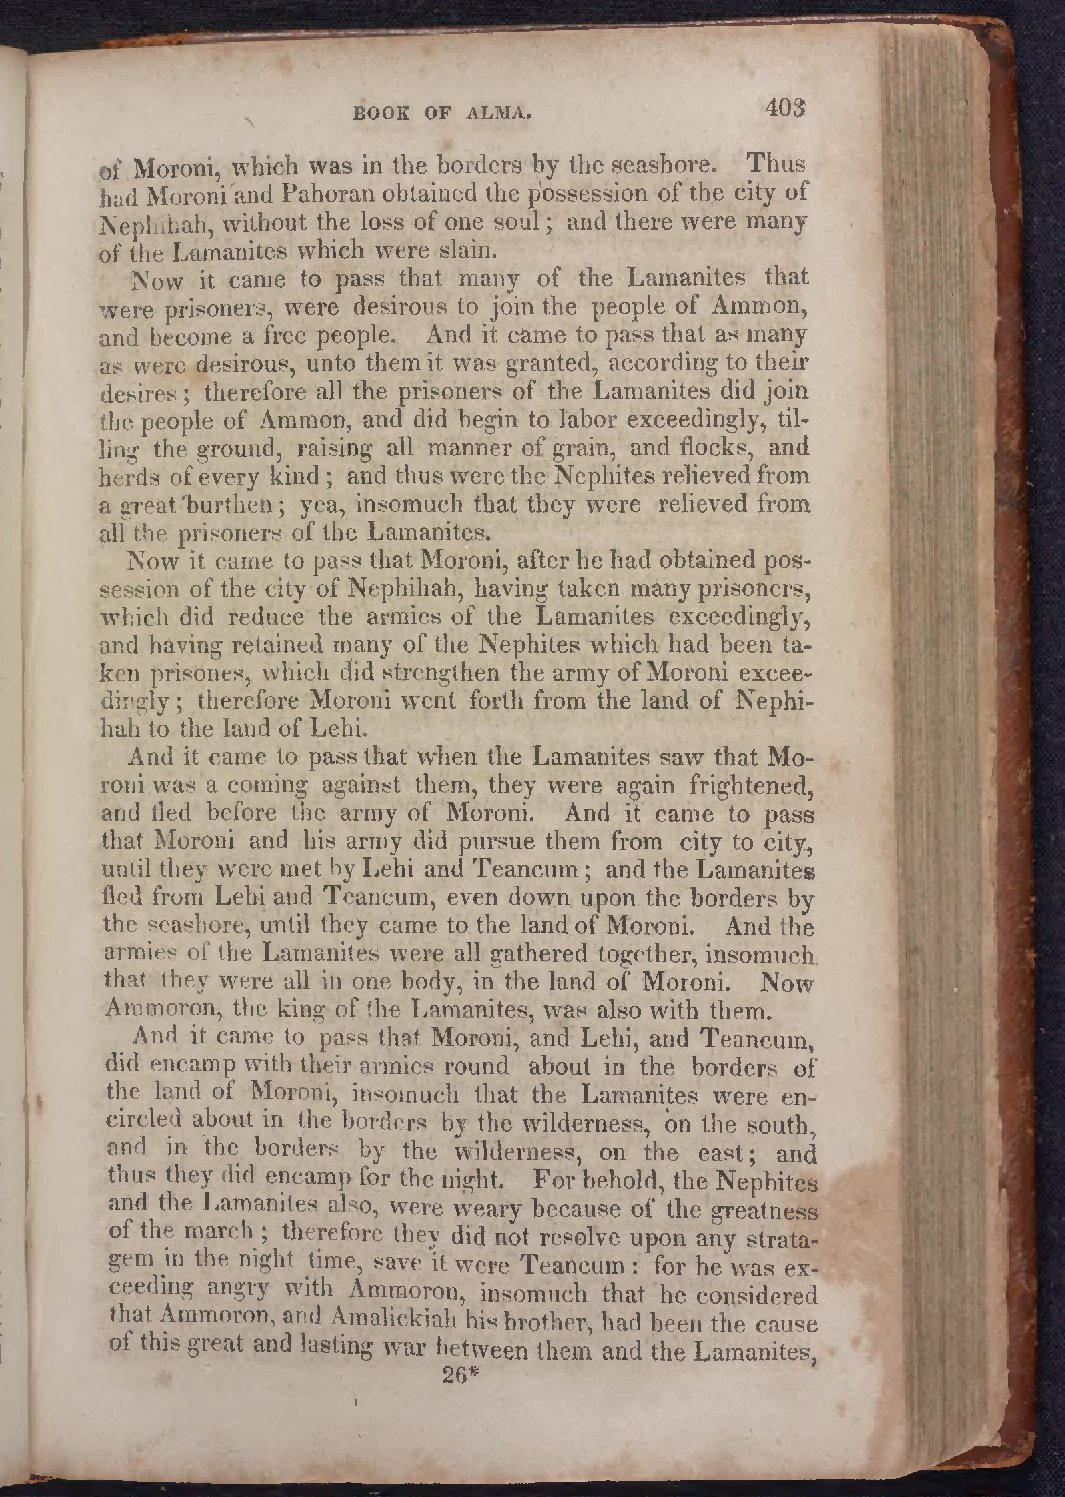 BOOK OF ALMA. 403
of Moroni, which was in the borders by the seashore. Thus
had Moroni and Pahoran obtained the possession of the city of
Nephihah, without the loss of one soul; and there were many
of the Lamanites which were slain.
Now it came to pass that many of the Lamanites that
were prisoners, were desirous to join the people of Ammon,
and become a free people. And it came to pass that as many
as were desirous, unto them it was granted, according to their
desires; therefore all the prisoners of the Lamanites did join
the people of Ammon, and did begin to labor exceedingly, til-
ling the ground, raising all manner of grain, and flocks, and
herds of every kind; and thus were the Nephites relieved from
a great burthen; yea, insomuch that they were relieved from
all the prisoners of the Lamanites.
Now it came to pass that Moroni, after he had obtained pos-
session of the city of Nephihah, having taken many prisoners,
which did reduce the armies of the Lamanites exceedingly,
and having retained many of the Nephites which had been ta-
ken prisones, which did strengthen the army of Moroni excee-
dingly; therefore Moroni went forth from the land of Nephi-
hah to the land of Lehi.
And it came to pass that when the Lamanites saw that Mo-
roni was a coming against them, they were again frightened,
and fled before the army of Moroni. And it came to pass
that Moroni and his army did pursue them from city to city,
until they were met by Lehi and Teancum; and the Lamanites
fled from Lehi and Teancum, even down upon the borders by
the seashore, until they came to the land of Moroni. And the
armies of the Lamanites were all gathered together, insomuch
that they were all in one body, in the land of Moroni. Now
Ammoron, the king of the Lamanites, was also with them.
And it came to pass that Moroni, and Lehi, and Teancum,
did encamp with their armies round about in the borders of
the land of Moroni, insomuch that the Lamanites were en-
circled about in the borders by the wilderness, on the south,
and in the borders by the wilderness, on the east; and
thus they did encamp for the night. For behold, the Nephites
and the Lamanites also, were weary because of the greatness
of the march; therefore they did not resolve upon any strata-
gem in the night time, save it were Teancum: for he was ex-
ceeding angry with Ammoron, insomuch that he considered
that Ammoron, and Amalickiah his brother, had been the cause
of this great and lasting war between them and the Lamanites,
26*